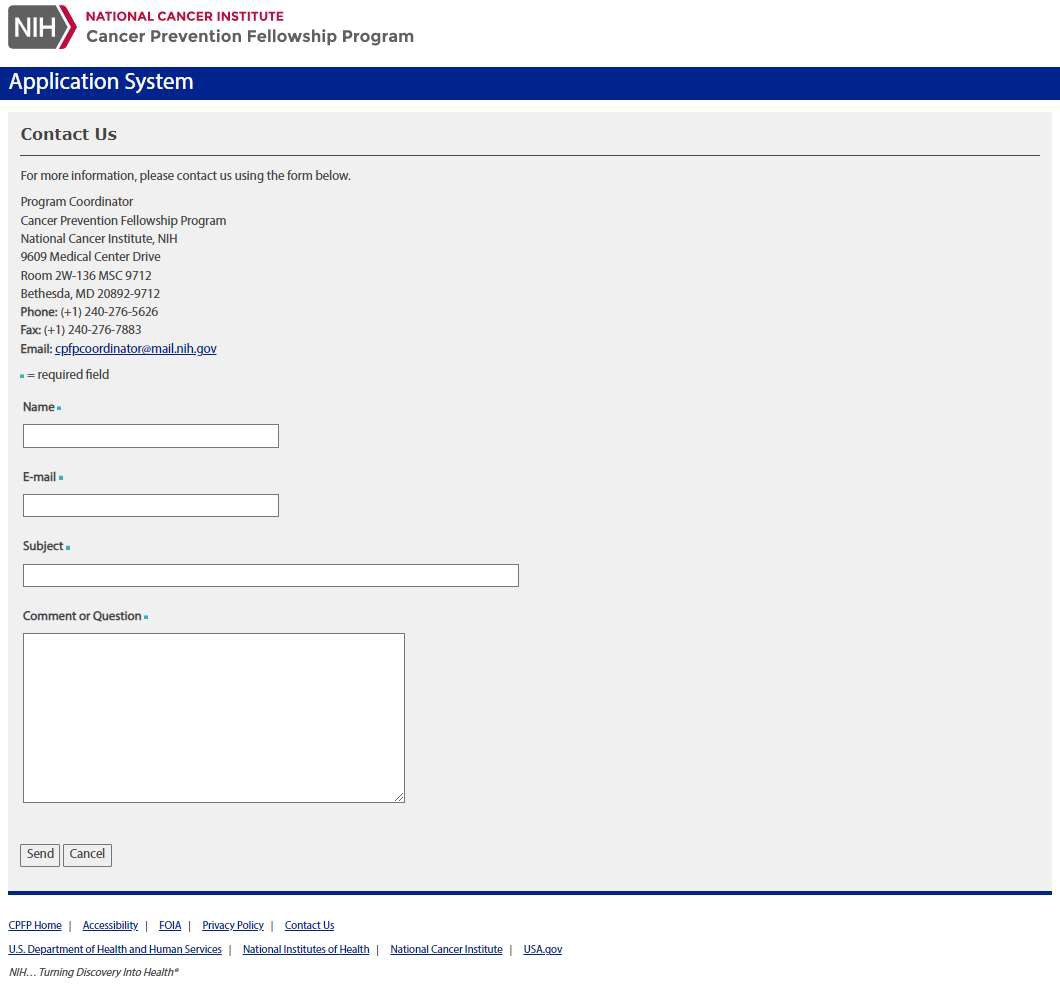 NIH
NATIONAL CANCER INSTITUTE
Cancer Prevention Fellowship Program
Application System
Contact Us
For more information, please contact us using the form below.
Program Coordinator
Cancer Prevention Fellowship Program
National Cancer Institute, NIH
9609 Medical Center Drive
Room 2W-136 MSC 9712
Bethesda, MD 20892-9712
Phone: (+1) 240-276-5626
Fax: (+1) 240-276-7883
Email: cpfpcoordinator@mail.nih.gov
▪ = required field
Name ▪
E-mail ▪
Subject ▪
Comment or Question ▪
Send Cancel
CPFP Home | Accessibility | FOIA | Privacy Policy | Contact Us
U.S. Department of Health and Human Services | National Institutes of Health | National Cancer Institute | USA.gov
NIH… Turning Discovery Into Health®